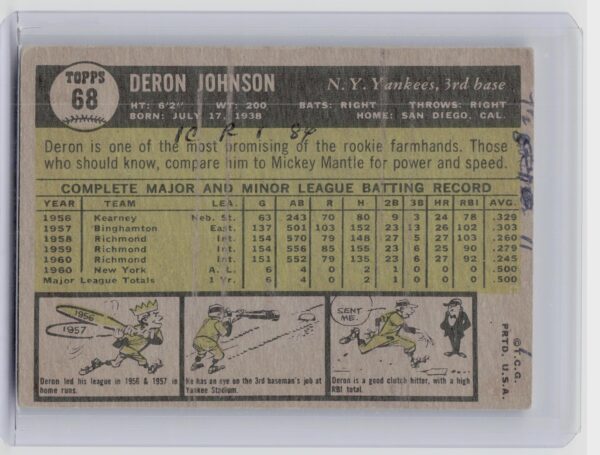 TOPPS
68
DERON JOHNSON
N. Y. Yankees, 3rd base
HT: 6'2" WT: 200 BATS: RIGHT THROWS: RIGHT
BORN: JULY 17, 1938 HOME: SAN DIEGO, CAL.
Deron is one of the most promising of the rookie farmhands. Those
who should know, compare him to Mickey Mantle for power and speed.
COMPLETE MAJOR AND MINOR LEAGUE BATTING RECORD
YEAR TEAM LEA. G AB R H 2B 3B HR RBI AVG.
1956 Kearney Neb. St. 63 243 70 80 9 3 24 78 .329
1957 Binghamton East. 137 501 103 152 23 13 26 102 .303
1958 Richmond Int. 154 570 79 148 27 5 27 103 .260
1959 Richmond Int. 154 556 85 155 23 6 25 90 .279
1960 Richmond Int. 151 552 79 135 23 6 27 92 .245
1960 New York A. L. 6 4 0 2 1 0 0 0 .500
Major League Totals 1 Yr. 6 4 0 2 1 0 0 0 .500
1956
1957
Deron led his league in 1956 & 1957 in
home runs.
He has an eye on the 3rd baseman's job at
Yankee Stadium.
SENT
ME.
Deron is a good clutch hitter, with a high
RBI total.
© T.C.G.
PRTD. U.S.A.